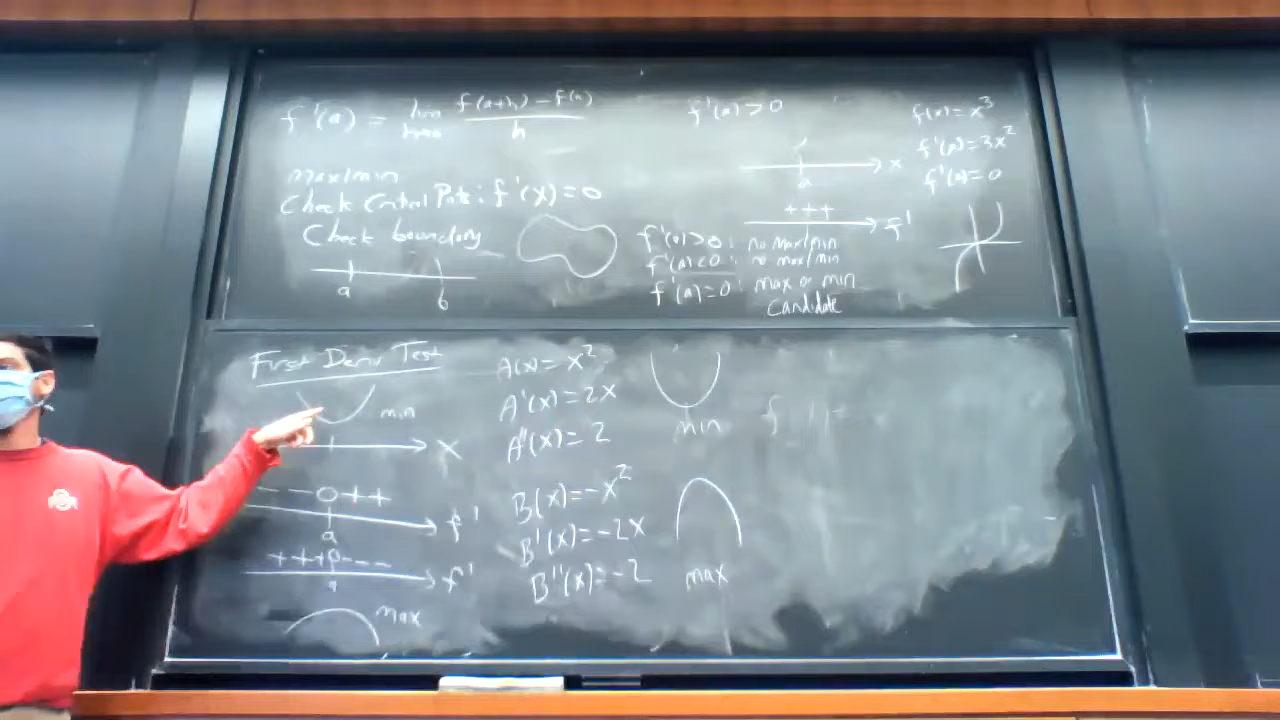 f'(a) = lim h→0 f(a+h) - f(a) / h
max/min
Check Critical Pts: f'(x) = 0
Check boundary
a b
f'(a) > 0
x
a
+++
f'
f'(a) > 0 : no max/min
f'(a) < 0 : no max/min
f'(a) = 0 : max or min
candidate
f(x) = x³
f'(x) = 3x²
f'(0) = 0
First Deriv Test
min
x
- - 0 + +
f'
a
+ + + 0 - - -
f'
a
max
A(x) = x²
A'(x) = 2x
A''(x) = 2
min
B(x) = -x²
B'(x) = -2x
B''(x) = -2
max